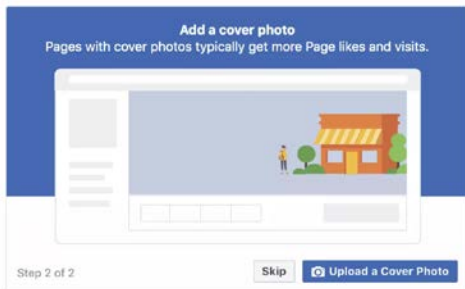 Add a cover photo
Pages with cover photos typically get more Page likes and visits.
Step 2 of 2
Skip
Upload a Cover Photo